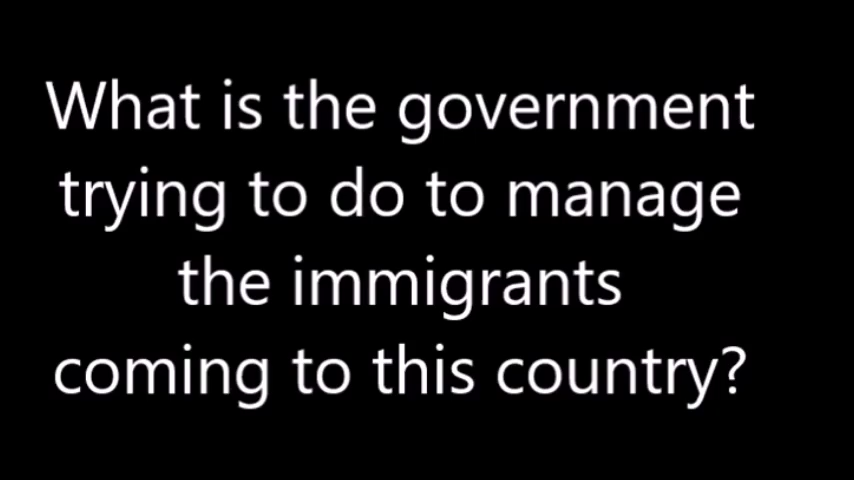 What is the government
trying to do to manage
the immigrants
coming to this country?